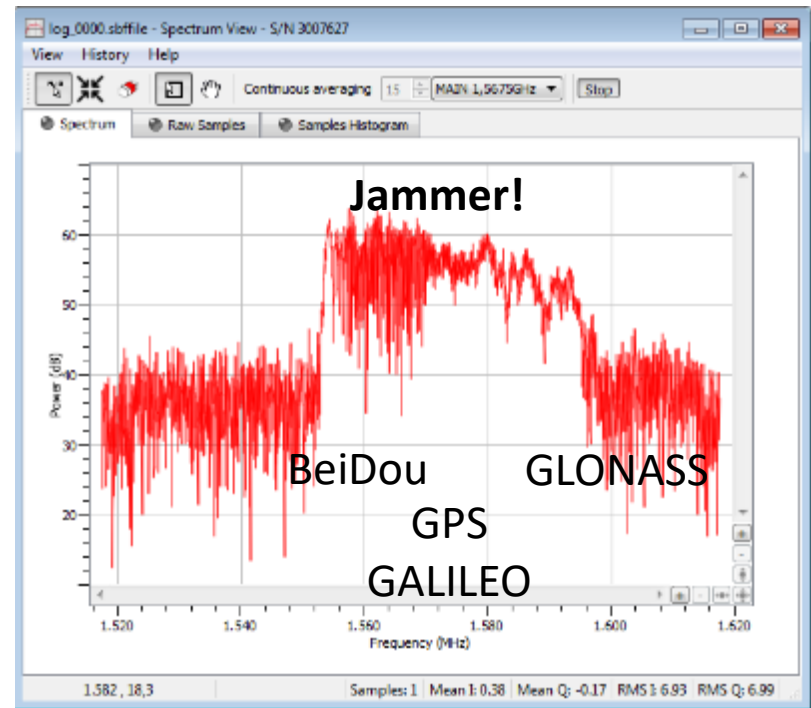 log_0000.sbffile - Spectrum View - S/N 3007627
View History Help
Continuous averaging 15 MAIN 1,5675GHz Stop
Spectrum Raw Samples Samples Histogram
Jammer!
60
50
40
30
20
Power [dB]
BeiDou GLONASS
GPS
GALILEO
1.520 1.540 1.560 1.580 1.600 1.620
Frequency (MHz)
1.582 , 18,3 Samples: 1 Mean I: 0.38 Mean Q: -0.17 RMS I: 6.93 RMS Q: 6.99